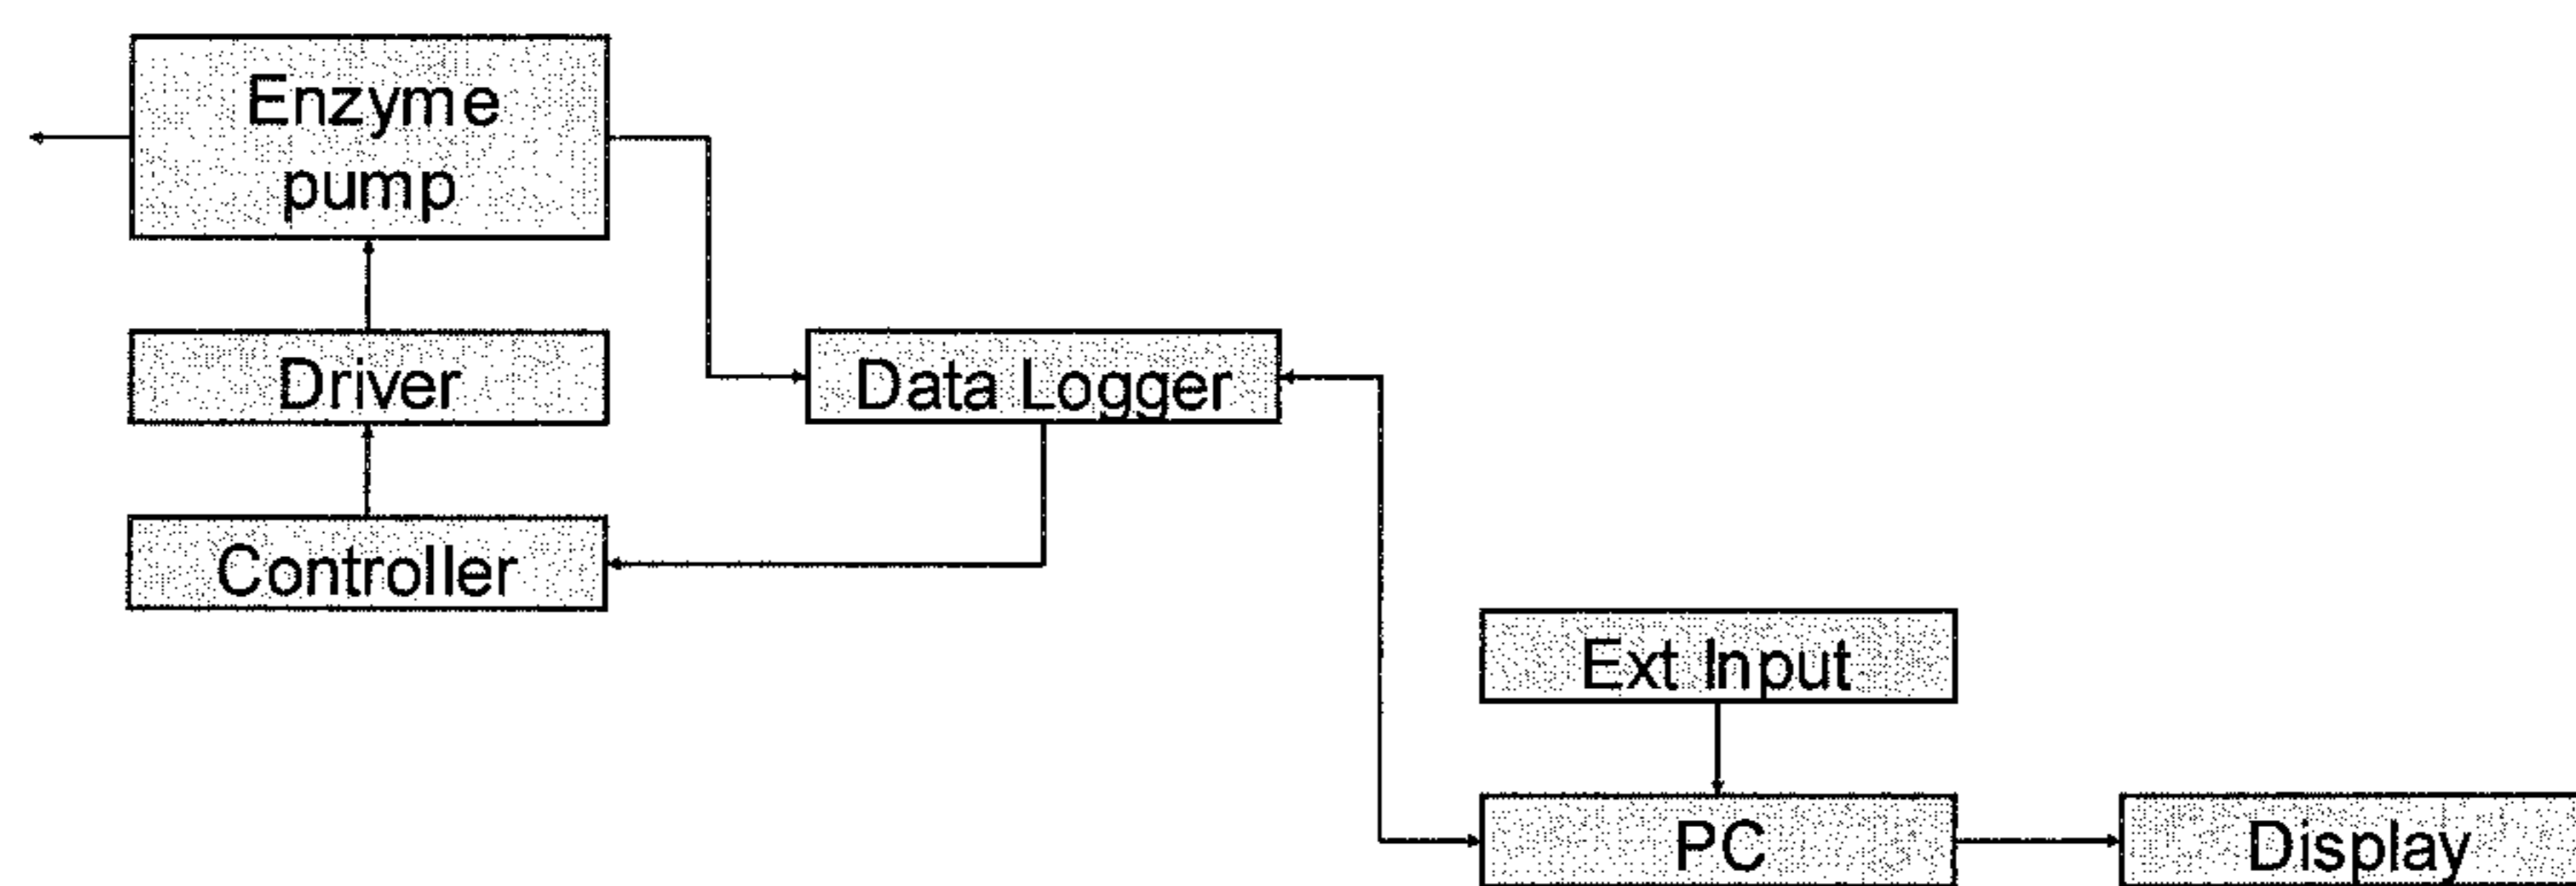 Enzyme
pump
Driver
Data Logger
Controller
Ext Input
PC
Display